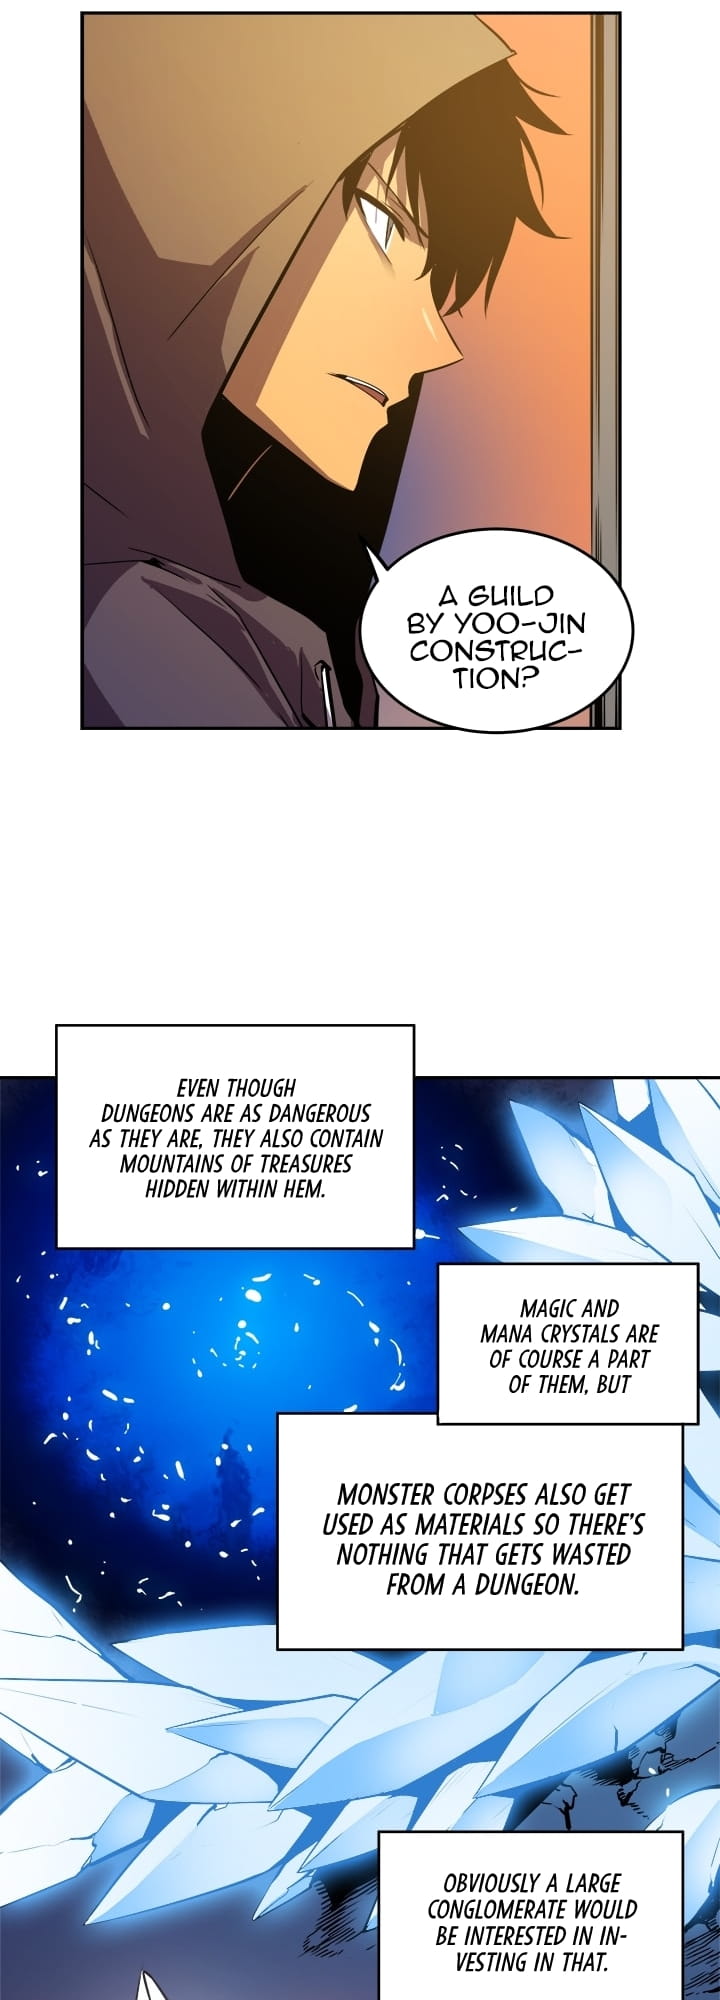 A GUILD
BY YOO-JIN
CONSTRUC-
TION?
EVEN THOUGH
DUNGEONS ARE AS DANGEROUS
AS THEY ARE, THEY ALSO CONTAIN
MOUNTAINS OF TREASURES
HIDDEN WITHIN HEM.
MAGIC AND
MANA CRYSTALS ARE
OF COURSE A PART
OF THEM, BUT
MONSTER CORPSES ALSO GET
USED AS MATERIALS SO THERE'S
NOTHING THAT GETS WASTED
FROM A DUNGEON.
OBVIOUSLY A LARGE
CONGLOMERATE WOULD
BE INTERESTED IN IN-
VESTING IN THAT.